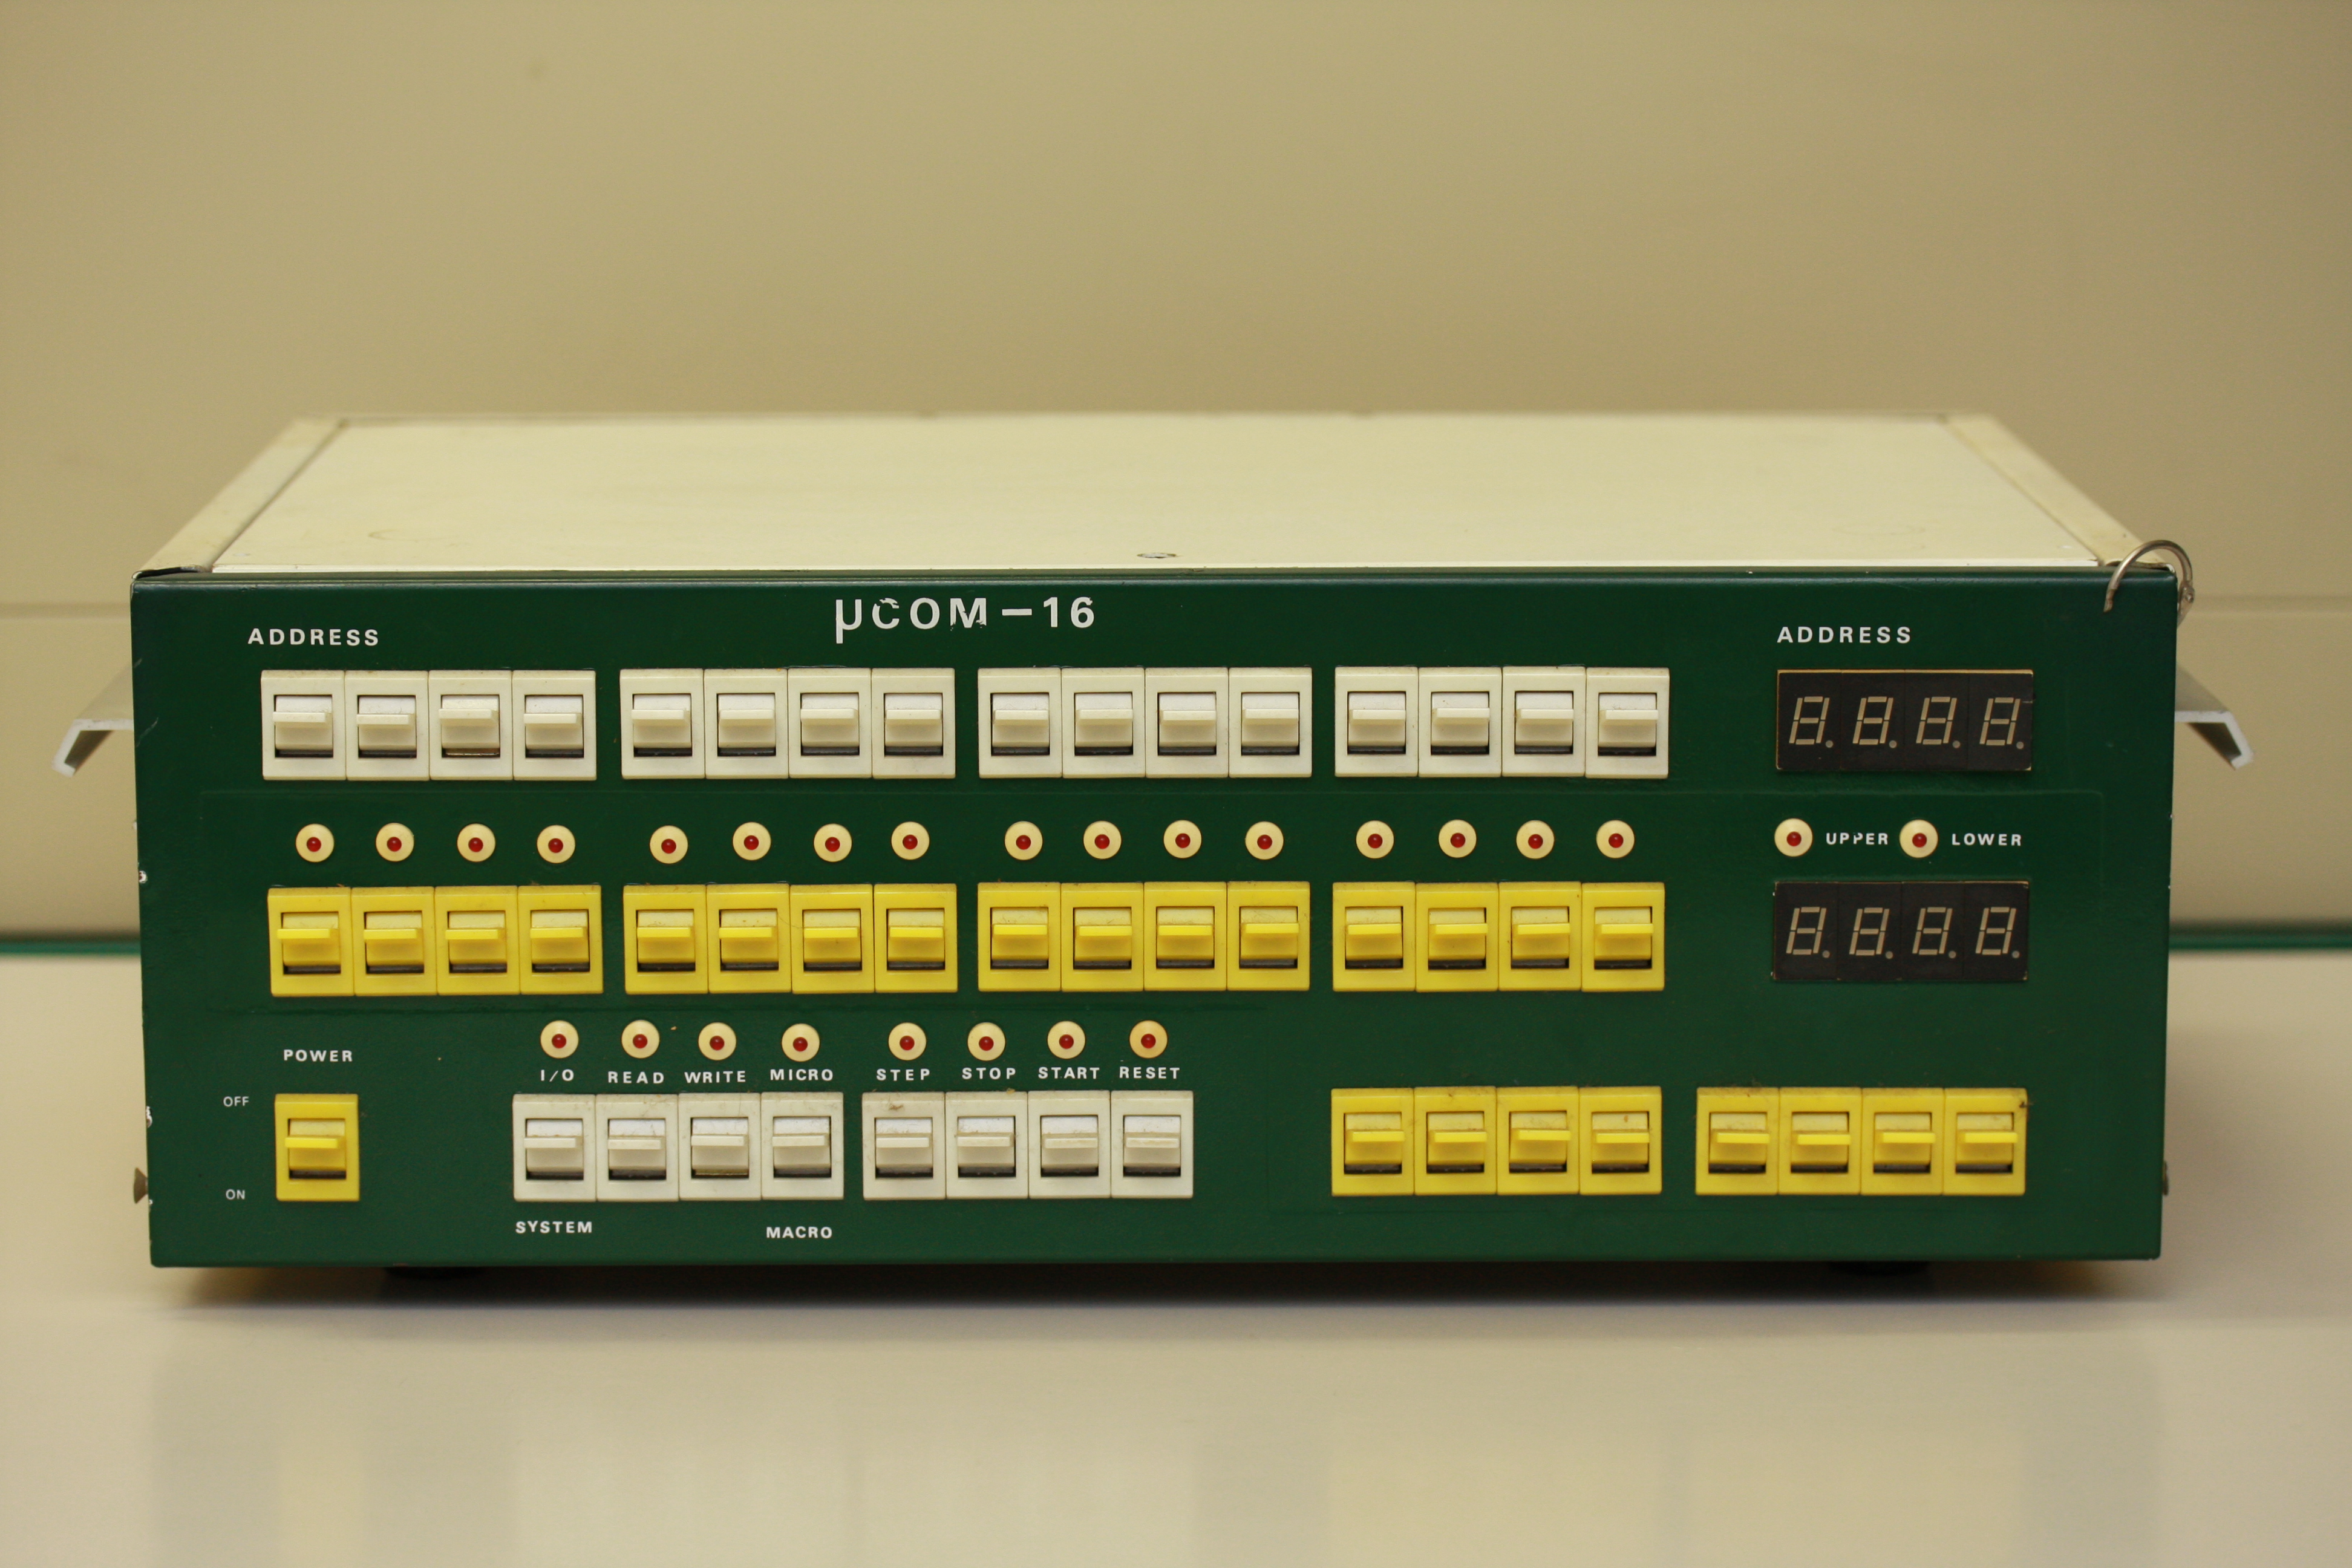 µCOM-16
ADDRESS
ADDRESS
UPPER LOWER
POWER
I/O READ WRITE MICRO STEP STOP START RESET
OFF
ON
SYSTEM MACRO